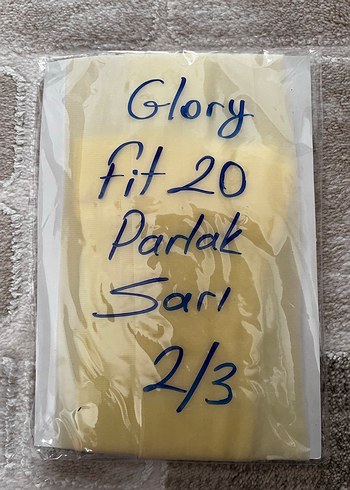 Glory
fit 20
Parlak
Sarı
2/3